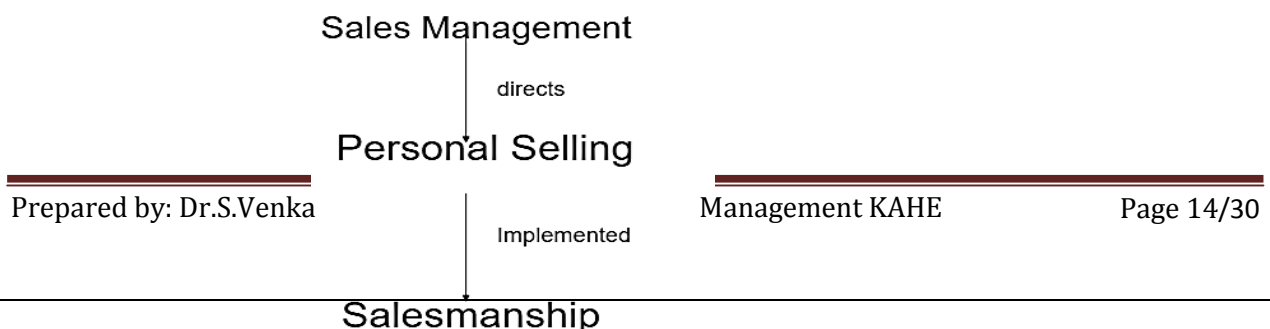 Sales Management
directs
Personal Selling
Prepared by: Dr.S.Venka Management KAHE Page 14/30
Implemented
Salesmanship